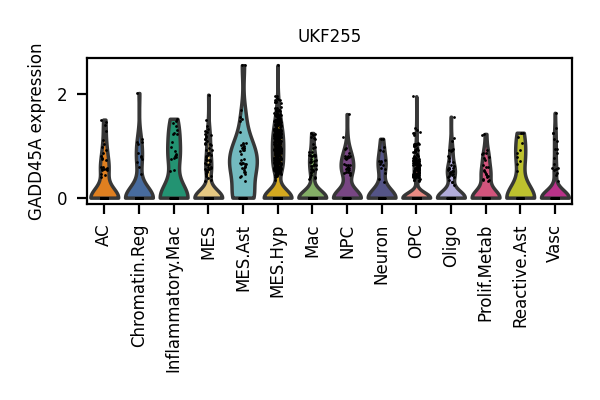 UKF255
GADD45A expression
2
0
AC
Chromatin.Reg
Inflammatory.Mac
MES
MES.Ast
MES.Hyp
Mac
NPC
Neuron
OPC
Oligo
Prolif.Metab
Reactive.Ast
Vasc